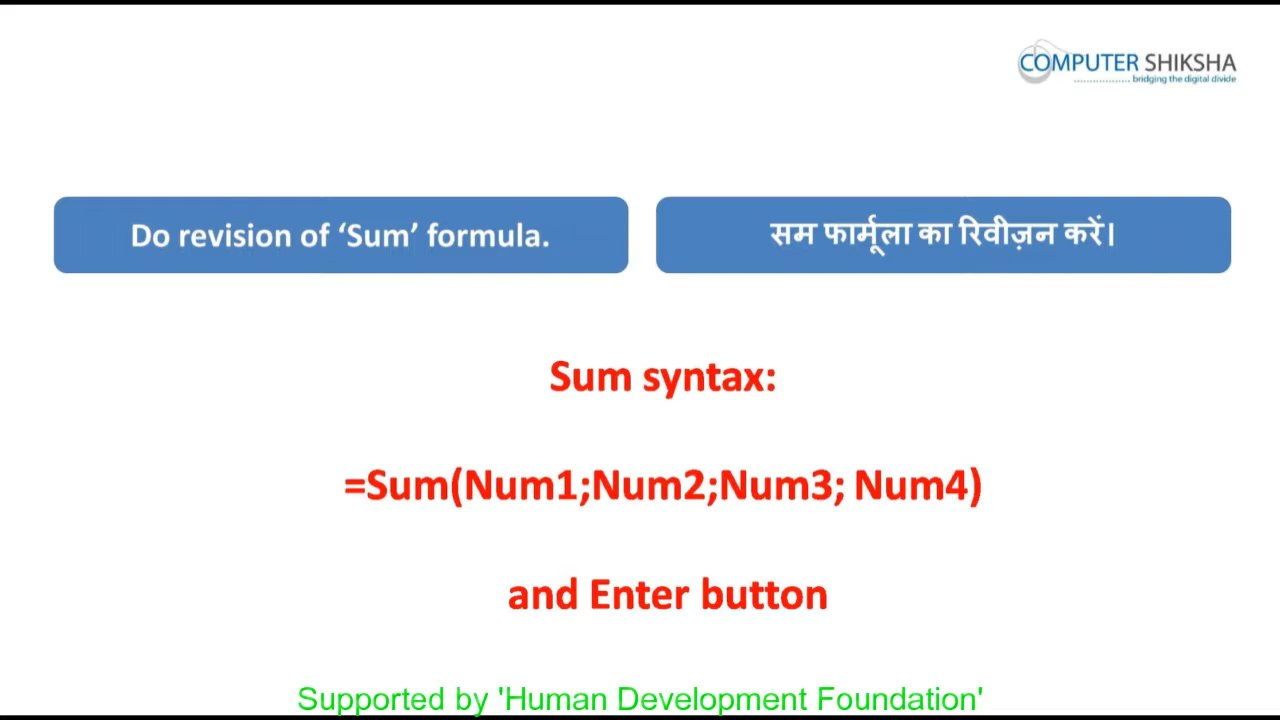 COMPUTER SHIKSHA
bridging the digital divide
Do revision of ‘Sum’ formula.
सम फार्मूला का रिवीज़न करें।
Sum syntax:
=Sum(Num1;Num2;Num3; Num4)
and Enter button
Supported by 'Human Development Foundation'